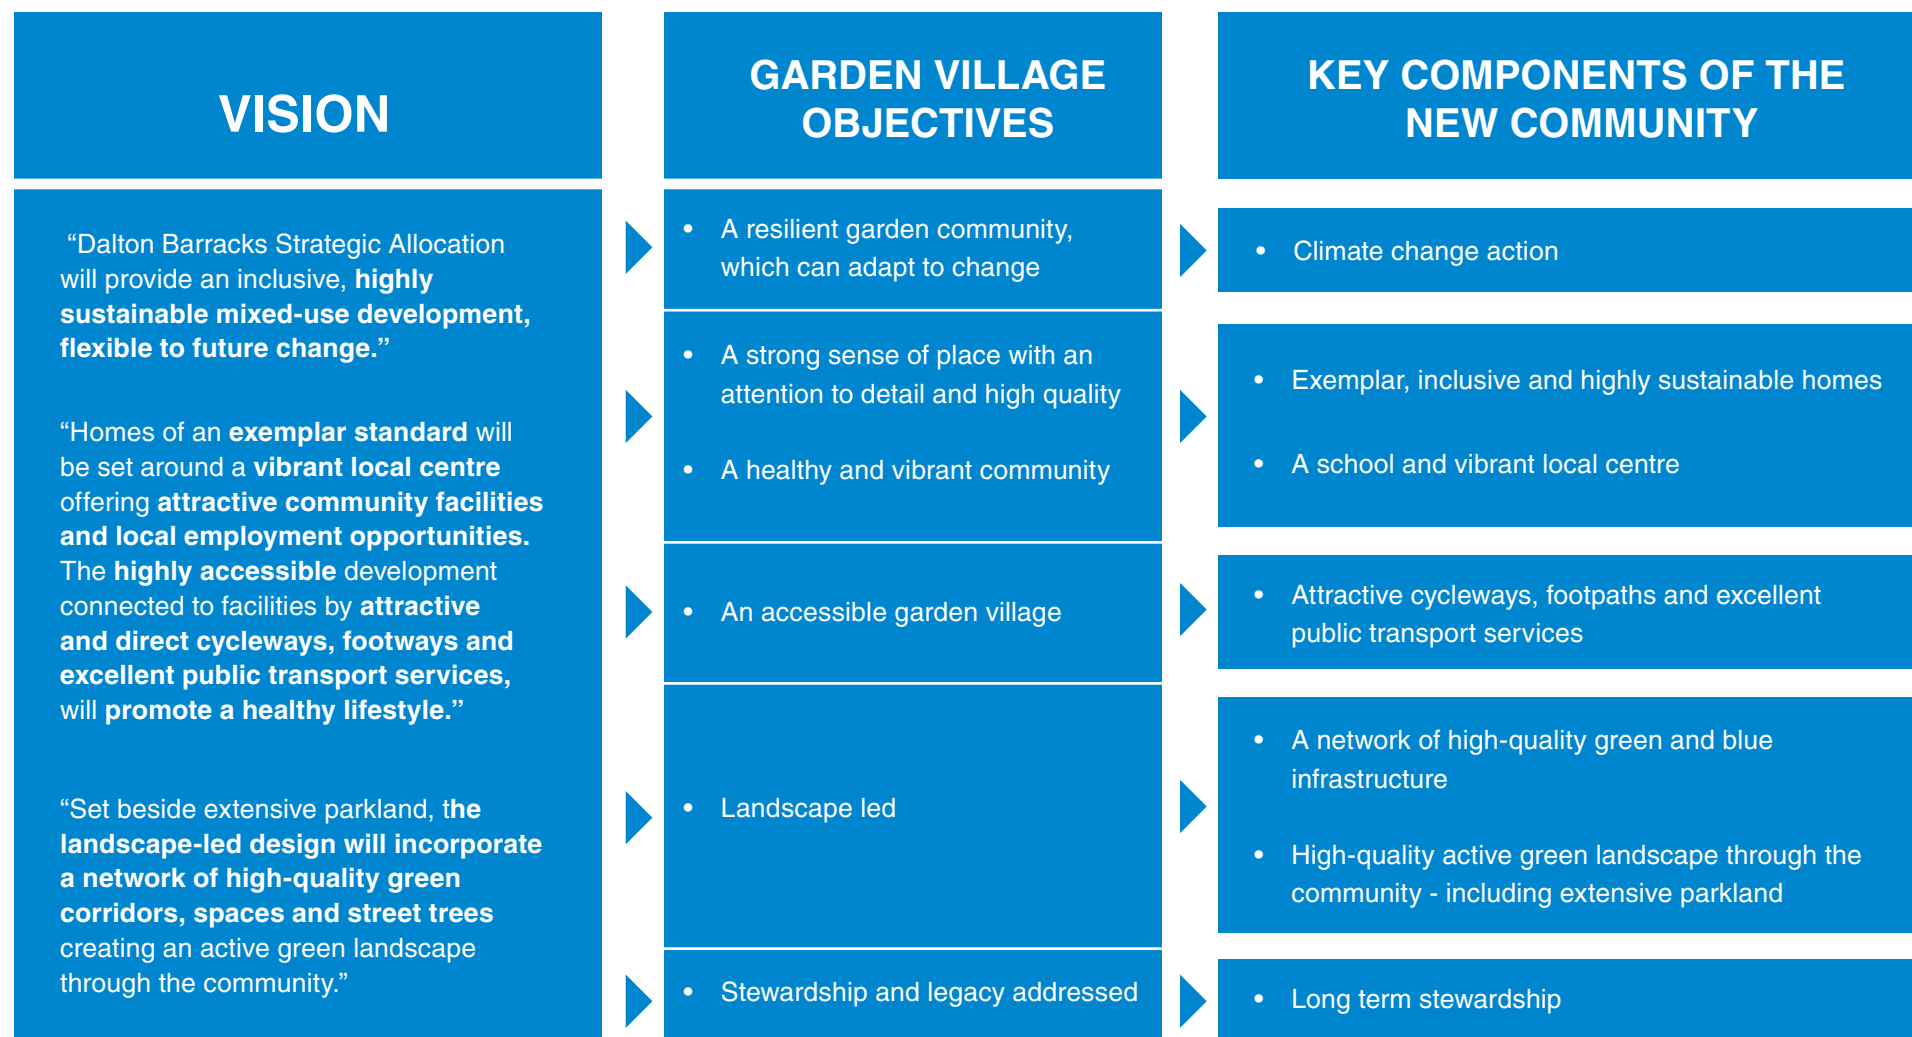 VISION
“Dalton Barracks Strategic Allocation
will provide an inclusive, highly
sustainable mixed-use development,
flexible to future change.”
“Homes of an exemplar standard will
be set around a vibrant local centre
offering attractive community facilities
and local employment opportunities.
The highly accessible development
connected to facilities by attractive
and direct cycleways, footways and
excellent public transport services,
will promote a healthy lifestyle.”
“Set beside extensive parkland, the
landscape-led design will incorporate
a network of high-quality green
corridors, spaces and street trees
creating an active green landscape
through the community.”
GARDEN VILLAGE
OBJECTIVES
• A resilient garden community,
which can adapt to change
• A strong sense of place with an
attention to detail and high quality
• A healthy and vibrant community
• An accessible garden village
• Landscape led
• Stewardship and legacy addressed
KEY COMPONENTS OF THE
NEW COMMUNITY
• Climate change action
• Exemplar, inclusive and highly sustainable homes
• A school and vibrant local centre
• Attractive cycleways, footpaths and excellent
public transport services
• A network of high-quality green and blue
infrastructure
• High-quality active green landscape through the
community - including extensive parkland
• Long term stewardship